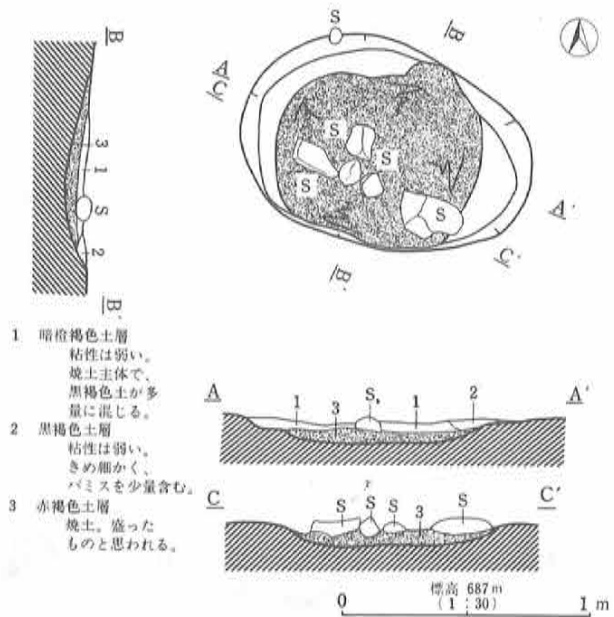 S
B
A
C
S
S
S
S
A'
C'
B'
B
3
1
S
2
B'
1 暗橙褐色土層
粘性は弱い。
焼土主体で、
黒褐色土が多
量に混じる。
2 黒褐色土層
粘性は弱い。
きめ細かく、
パミスを少量含む。
3 赤褐色土層
焼土。盛った
ものと思われる。
A 1 3 S 1 2 A'
C S S S 3 S C'
標高 687m
(1:30)
0 1 m